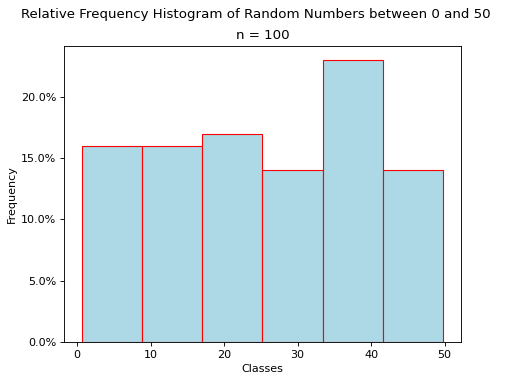 Relative Frequency Histogram of Random Numbers between 0 and 50
n = 100
20.0%
15.0%
10.0%
5.0%
0.0%
Frequency
0 10 20 30 40 50
Classes